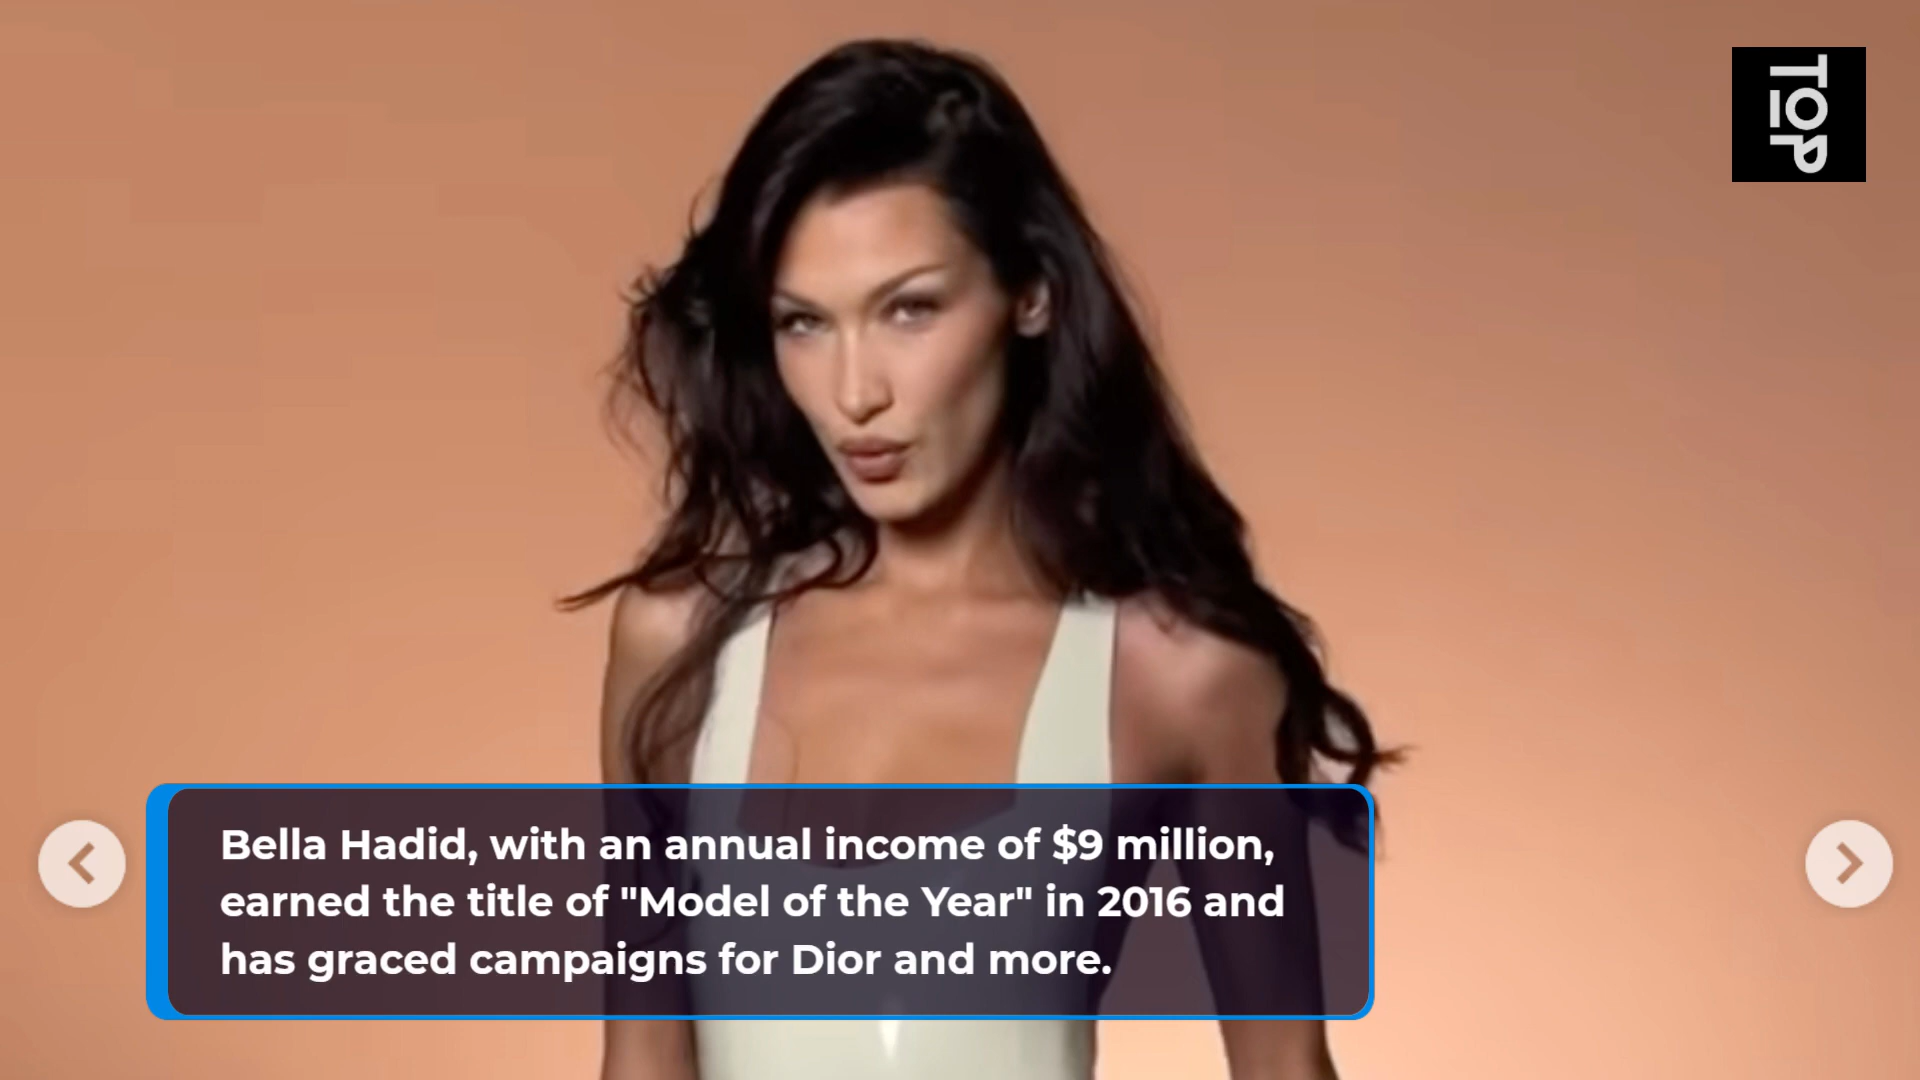 TOP
Bella Hadid, with an annual income of $9 million,
earned the title of "Model of the Year" in 2016 and
has graced campaigns for Dior and more.